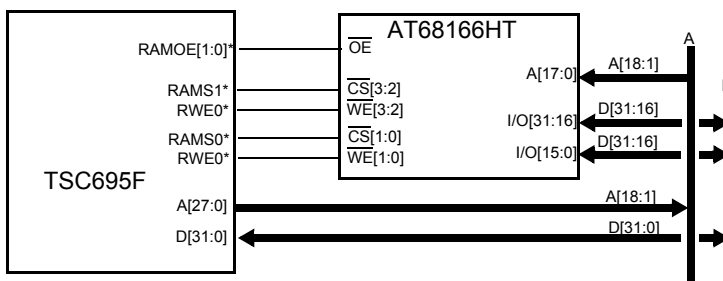 AT68166HT
A
RAMOE[1:0]*
OE
A[17:0]
A[18:1]
RAMS1*
CS[3:2]
RWE0*
WE[3:2]
I/O[31:16]
D[31:16]
RAMS0*
CS[1:0]
RWE0*
WE[1:0]
I/O[15:0]
D[31:16]
TSC695F
A[27:0]
A[18:1]
D[31:0]
D[31:0]